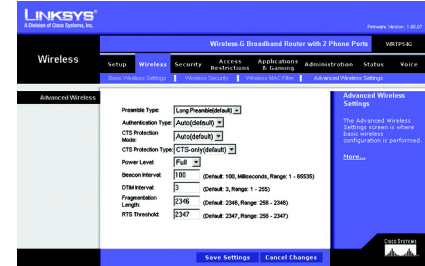 LINKSYS®
A Division of Cisco Systems, Inc.
Firmware Version: 1.00.07
Wireless-G Broadband Router with 2 Phone Ports WRTP54G
Wireless
Setup Wireless Security Access Restrictions Applications & Gaming Administration Status Voice
Basic Wireless Settings Wireless Security Wireless MAC Filter Advanced Wireless Settings
Advanced Wireless
Preamble Type: Long Preamble(default)
Authentication Type: Auto(default)
CTS Protection Mode: Auto(default)
CTS Protection Type: CTS-only(default)
Power Level: Full
Beacon Interval: 100 (Default: 100, Milliseconds, Range: 1 - 65535)
DTIM Interval: 3 (Default: 3, Range: 1 - 255)
Fragmentation Length: 2346 (Default: 2346, Range: 256 - 2346)
RTS Threshold: 2347 (Default: 2347, Range: 256 - 2347)
Advanced Wireless Settings
The Advanced Wireless Settings screen is where basic wireless configuration is performed.
More...
Save Settings Cancel Changes
CISCO SYSTEMS